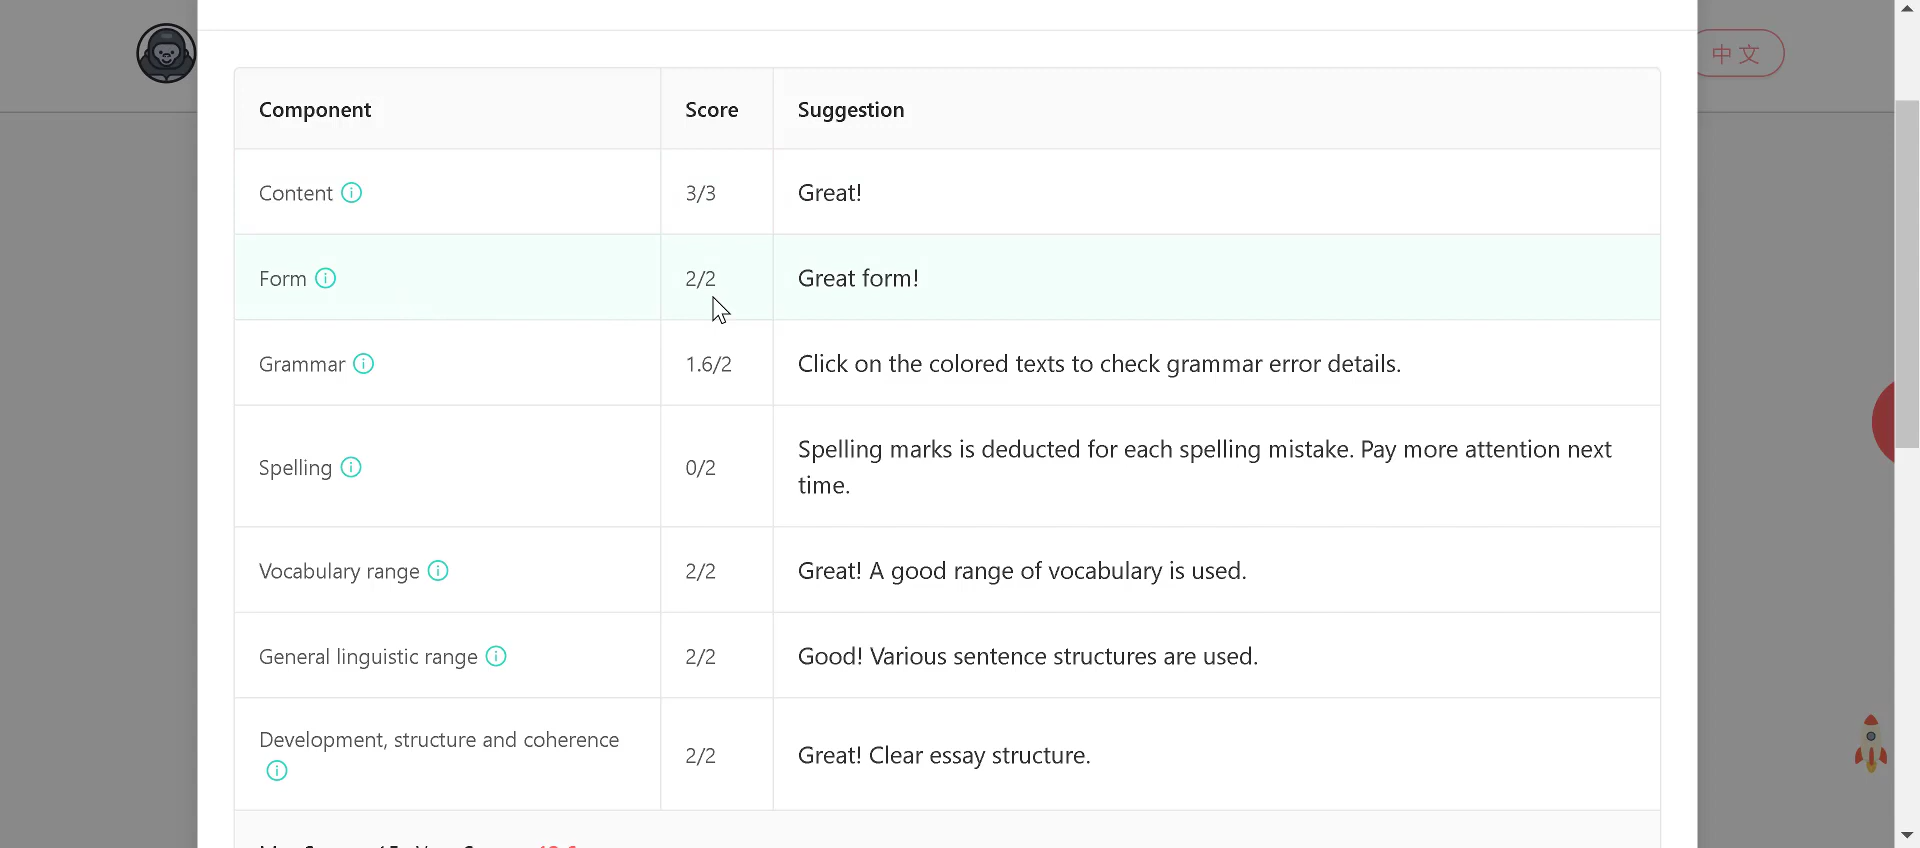 中文
Component Score Suggestion
Content 3/3 Great!
Form 2/2 Great form!
Grammar 1.6/2 Click on the colored texts to check grammar error details.
Spelling marks is deducted for each spelling mistake. Pay more attention next
Spelling 0/2
time.
Vocabulary range 2/2 Great! A good range of vocabulary is used.
General linguistic range 2/2 Good! Various sentence structures are used.
Development, structure and coherence 2/2 Great! Clear essay structure.